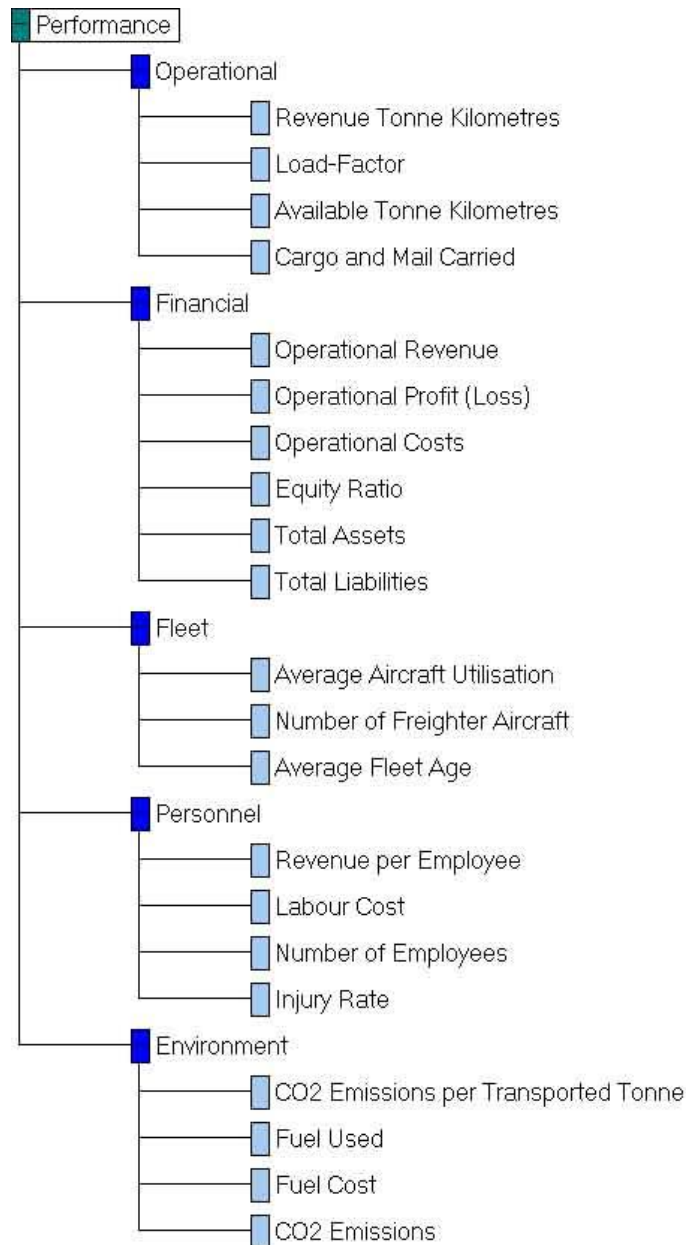 Performance
Operational
Revenue Tonne Kilometres
Load-Factor
Available Tonne Kilometres
Cargo and Mail Carried
Financial
Operational Revenue
Operational Profit (Loss)
Operational Costs
Equity Ratio
Total Assets
Total Liabilities
Fleet
Average Aircraft Utilisation
Number of Freighter Aircraft
Average Fleet Age
Personnel
Revenue per Employee
Labour Cost
Number of Employees
Injury Rate
Environment
CO2 Emissions per Transported Tonne
Fuel Used
Fuel Cost
CO2 Emissions